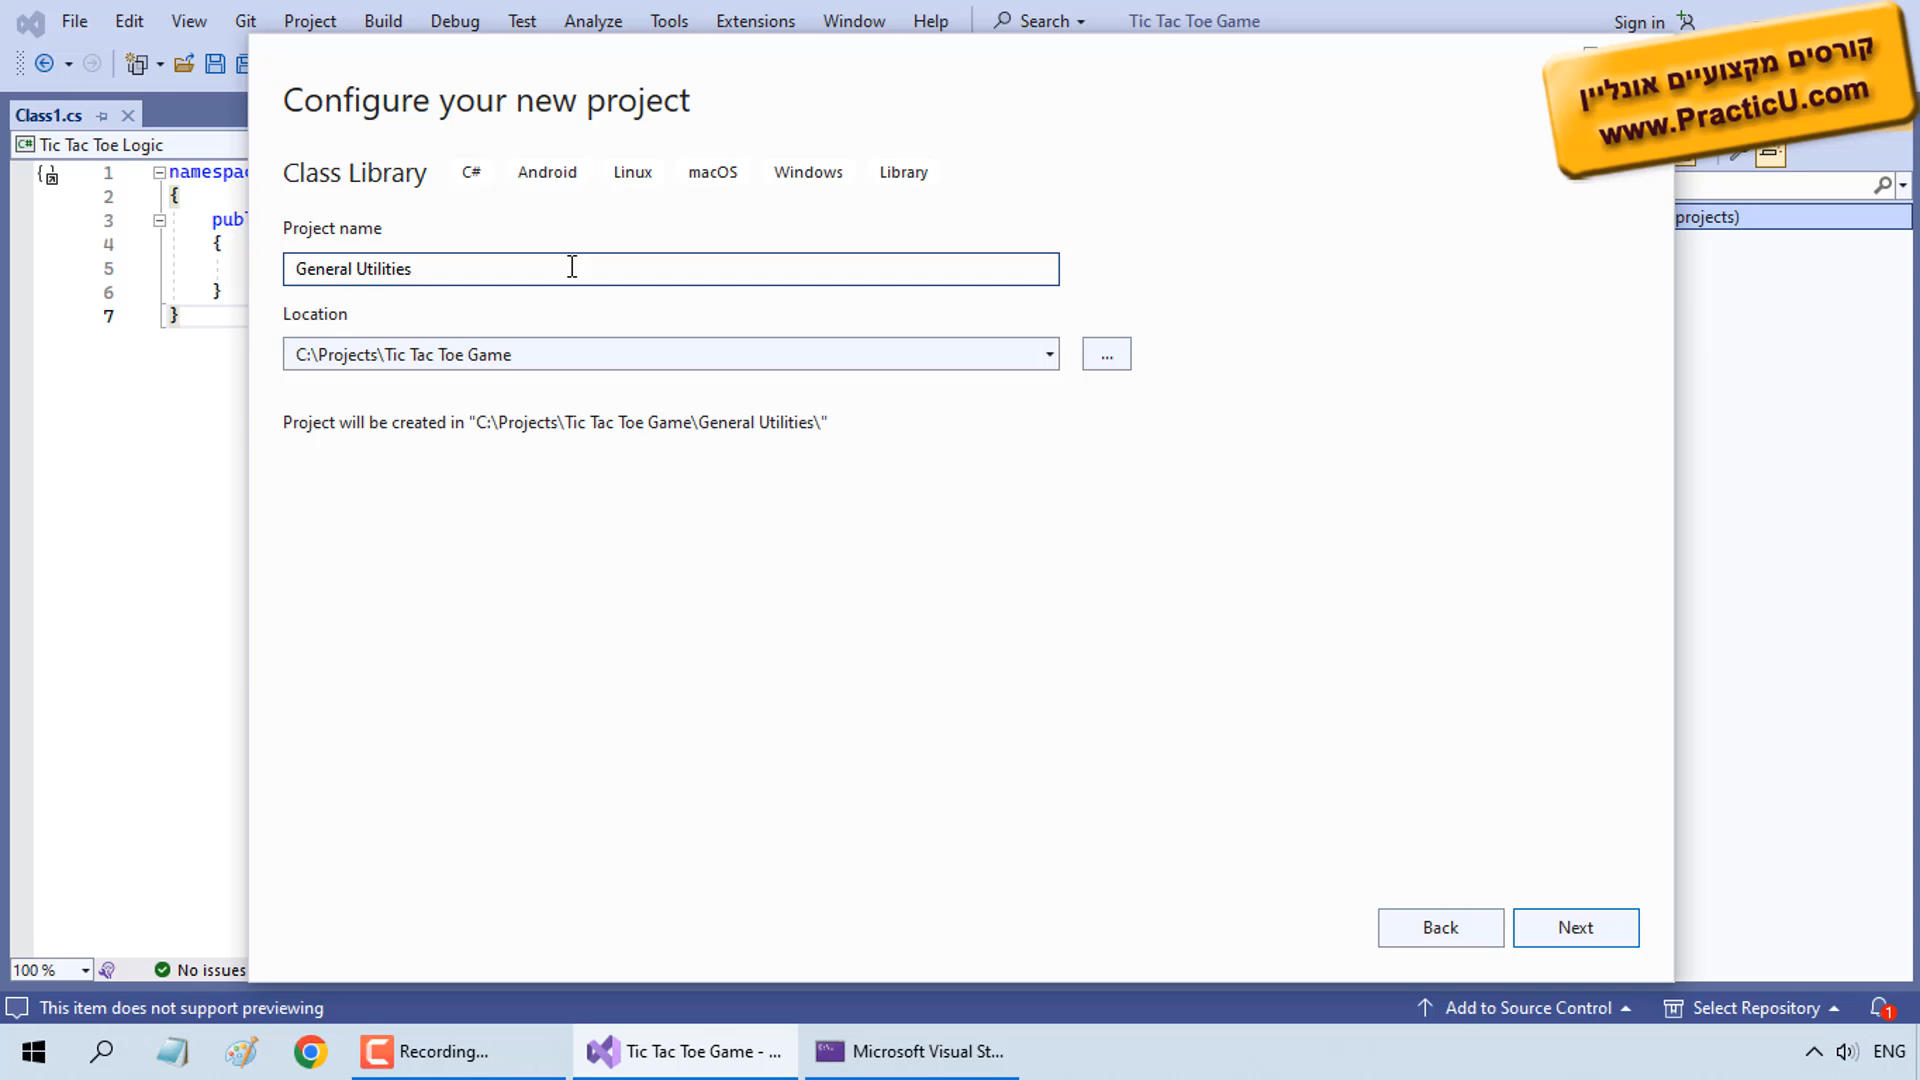 File Edit View Git Project Build Debug Test Analyze Tools Extensions Window Help Search Tic Tac Toe Game Sign in
קורסים מקצועיים אונליין
www.PracticU.com
Class1.cs
Tic Tac Toe Logic
1 namespac
2 {
3 publ
4 {
5
6 }
7 }
Configure your new project
Class Library C# Android Linux macOS Windows Library
Project name
General Utilities
Location
C:\Projects\Tic Tac Toe Game
...
Project will be created in "C:\Projects\Tic Tac Toe Game\General Utilities\"
projects)
Back Next
100 % No issues
This item does not support previewing Add to Source Control Select Repository 1
Recording... Tic Tac Toe Game - ... Microsoft Visual St... ENG